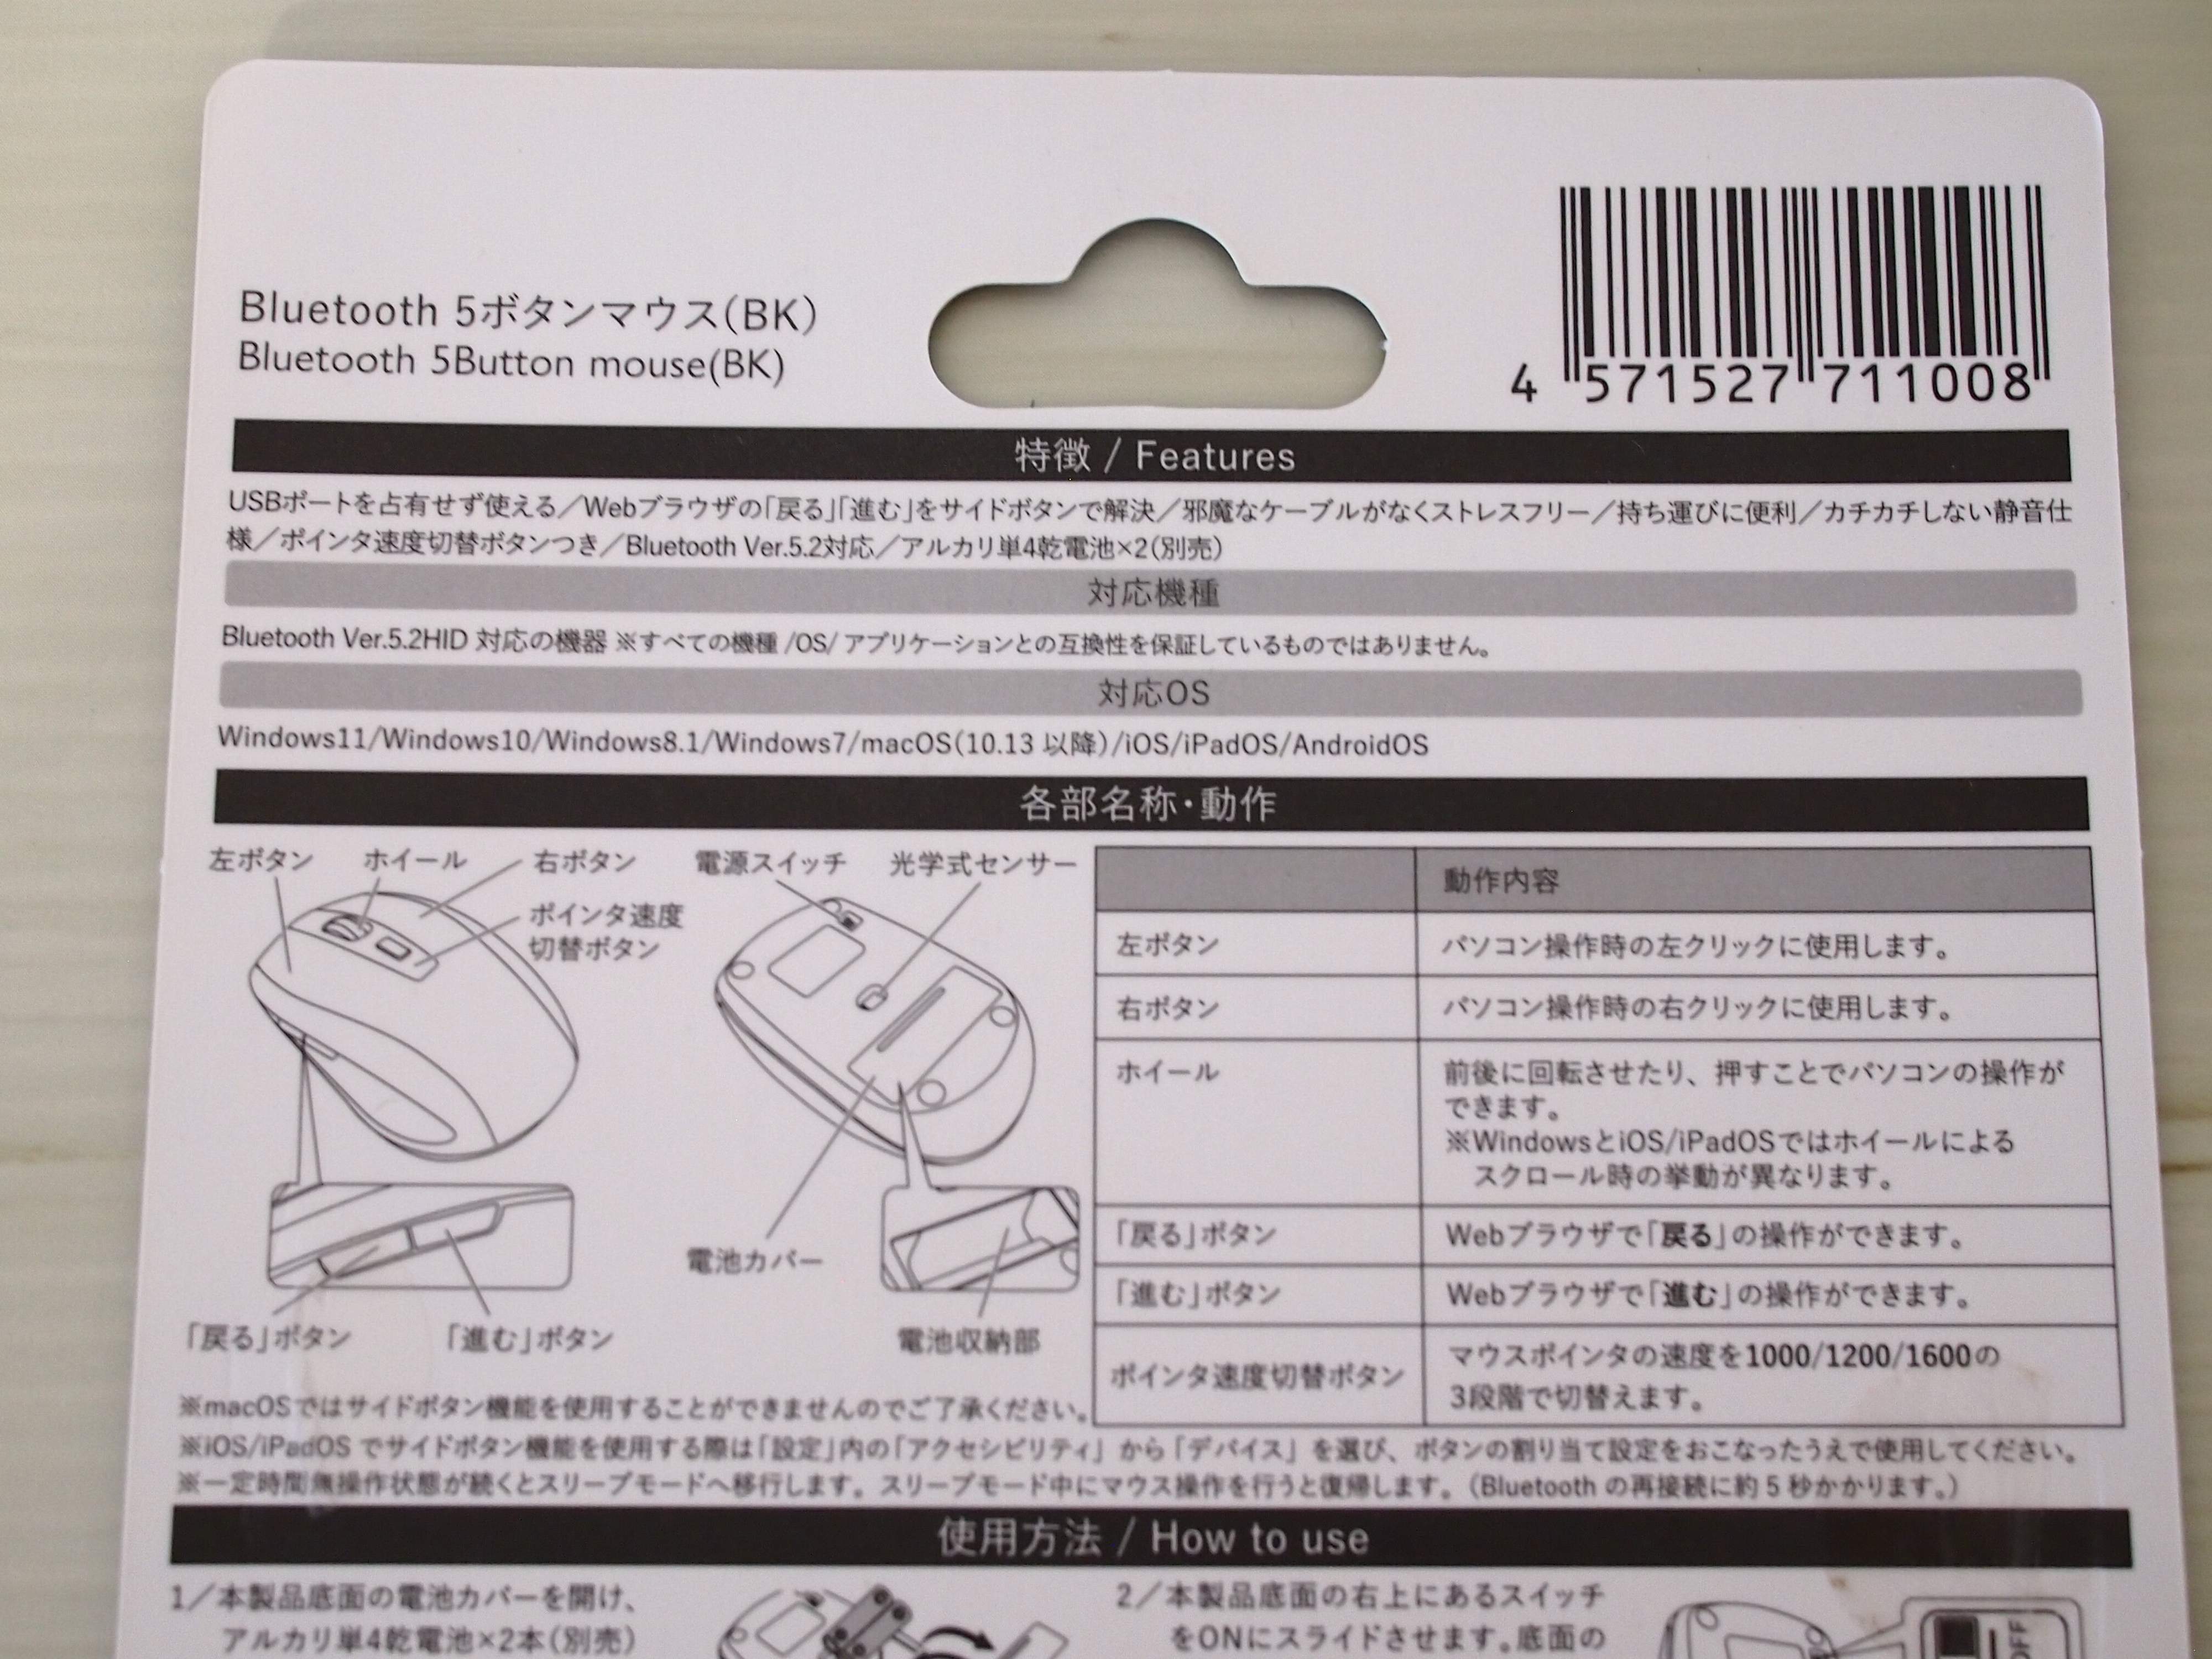 Bluetooth 5ボタンマウス(BK)
Bluetooth 5Button mouse(BK)
4 571527 711008
特徴 / Features
USBポートを占有せず使える／Webブラウザの「戻る」「進む」をサイドボタンで解決／邪魔なケーブルがなくストレスフリー／持ち運びに便利／カチカチしない静音仕
様／ポインタ速度切替ボタンつき／Bluetooth Ver.5.2対応／アルカリ単4乾電池×2(別売)
対応機種
Bluetooth Ver.5.2HID 対応の機器 ※すべての機種 /OS/ アプリケーションとの互換性を保証しているものではありません。
対応OS
Windows11/Windows10/Windows8.1/Windows7/macOS(10.13 以降)/iOS/iPadOS/AndroidOS
各部名称・動作
左ボタン
ホイール
右ボタン
ポインタ速度
切替ボタン
「戻る」ボタン
「進む」ボタン
電源スイッチ
光学式センサー
電池カバー
電池収納部
動作内容
左ボタン
パソコン操作時の左クリックに使用します。
右ボタン
パソコン操作時の右クリックに使用します。
ホイール
前後に回転させたり、押すことでパソコンの操作が
できます。
※WindowsとiOS/iPadOSではホイールによる
スクロール時の挙動が異なります。
「戻る」ボタン
Webブラウザで「戻る」の操作ができます。
「進む」ボタン
Webブラウザで「進む」の操作ができます。
ポインタ速度切替ボタン
マウスポインタの速度を1000/1200/1600の
3段階で切替えます。
※macOSではサイドボタン機能を使用することができませんのでご了承ください。
※iOS/iPadOS でサイドボタン機能を使用する際は「設定」内の「アクセシビリティ」から「デバイス」を選び、ボタンの割り当て設定をおこなったうえで使用してください。
※一定時間無操作状態が続くとスリープモードへ移行します。スリープモード中にマウス操作を行うと復帰します。（Bluetooth の再接続に約 5 秒かかります。）
使用方法 / How to use
1／本製品底面の電池カバーを開け、
アルカリ単4乾電池×2本(別売)
2／本製品底面の右上にあるスイッチ
をONにスライドさせます。底面の
OFF